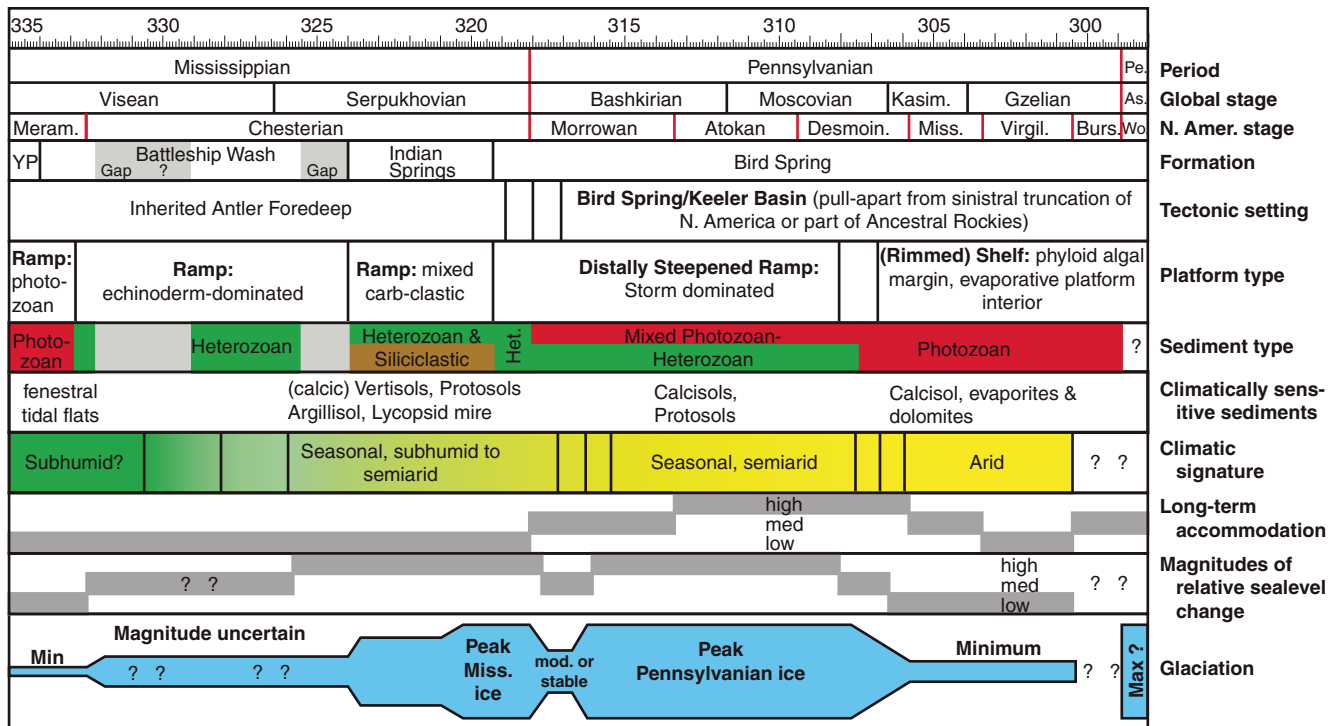 335 330 325 320 315 310 305 300
Mississippian Pennsylvanian Pe. Period
Visean Serpukhovian Bashkirian Moscovian Kasim. Gzelian As. Global stage
Meram. Chesterian Morrowan Atokan Desmoin. Miss. Virgil. Burs. Wo. N. Amer. stage
YP Battleship Wash Indian Springs Bird Spring Formation
Gap ? Gap
Inherited Antler Foredeep
Bird Spring/Keeler Basin (pull-apart from sinistral truncation of
N. America or part of Ancestral Rockies)
Tectonic setting
Ramp:
photo-
zoan
Ramp:
echinoderm-dominated
Ramp: mixed
carb-clastic
Distally Steepened Ramp:
Storm dominated
(Rimmed) Shelf: phyloid algal
margin, evaporative platform
interior
Platform type
Photo-
zoan
Heterozoan
Heterozoan &
Siliciclastic
Het.
Mixed Photozoan-
Heterozoan
Photozoan
?
Sediment type
fenestral
tidal flats
(calcic) Vertisols, Protosols
Argillisol, Lycopsid mire
Calcisols,
Protosols
Calcisol, evaporites &
dolomites
Climatically sens-
itive sediments
Subhumid?
Seasonal, subhumid to
semiarid
Seasonal, semiarid
Arid
? ?
Climatic
signature
high
med
low
Long-term
accommodation
? ?
high
med
low
? ?
Magnitudes of
relative sealevel
change
Min
Magnitude uncertain
? ? ? ?
Peak
Miss.
ice
mod. or
stable
Peak
Pennsylvanian ice
Minimum
? ?
Max ?
Glaciation